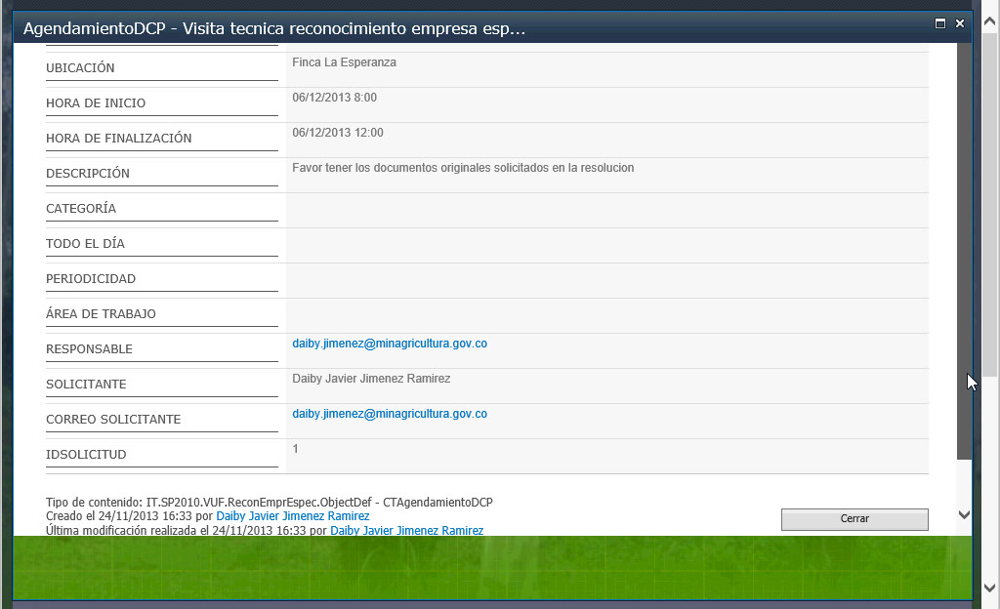 AgendamientoDCP - Visita tecnica reconocimiento empresa esp...
UBICACIÓN
Finca La Esperanza
HORA DE INICIO
06/12/2013 8:00
HORA DE FINALIZACIÓN
06/12/2013 12:00
DESCRIPCIÓN
Favor tener los documentos originales solicitados en la resolucion
CATEGORÍA
TODO EL DÍA
PERIODICIDAD
ÁREA DE TRABAJO
RESPONSABLE
daiby.jimenez@minagricultura.gov.co
SOLICITANTE
Daiby Javier Jimenez Ramirez
CORREO SOLICITANTE
daiby.jimenez@minagricultura.gov.co
IDSOLICITUD
1
Tipo de contenido: IT.SP2010.VUF.ReconEmprEspec.ObjectDef - CTAgendamientoDCP
Creado el 24/11/2013 16:33 por Daiby Javier Jimenez Ramirez
Última modificación realizada el 24/11/2013 16:33 por Daiby Javier Jimenez Ramirez
Cerrar